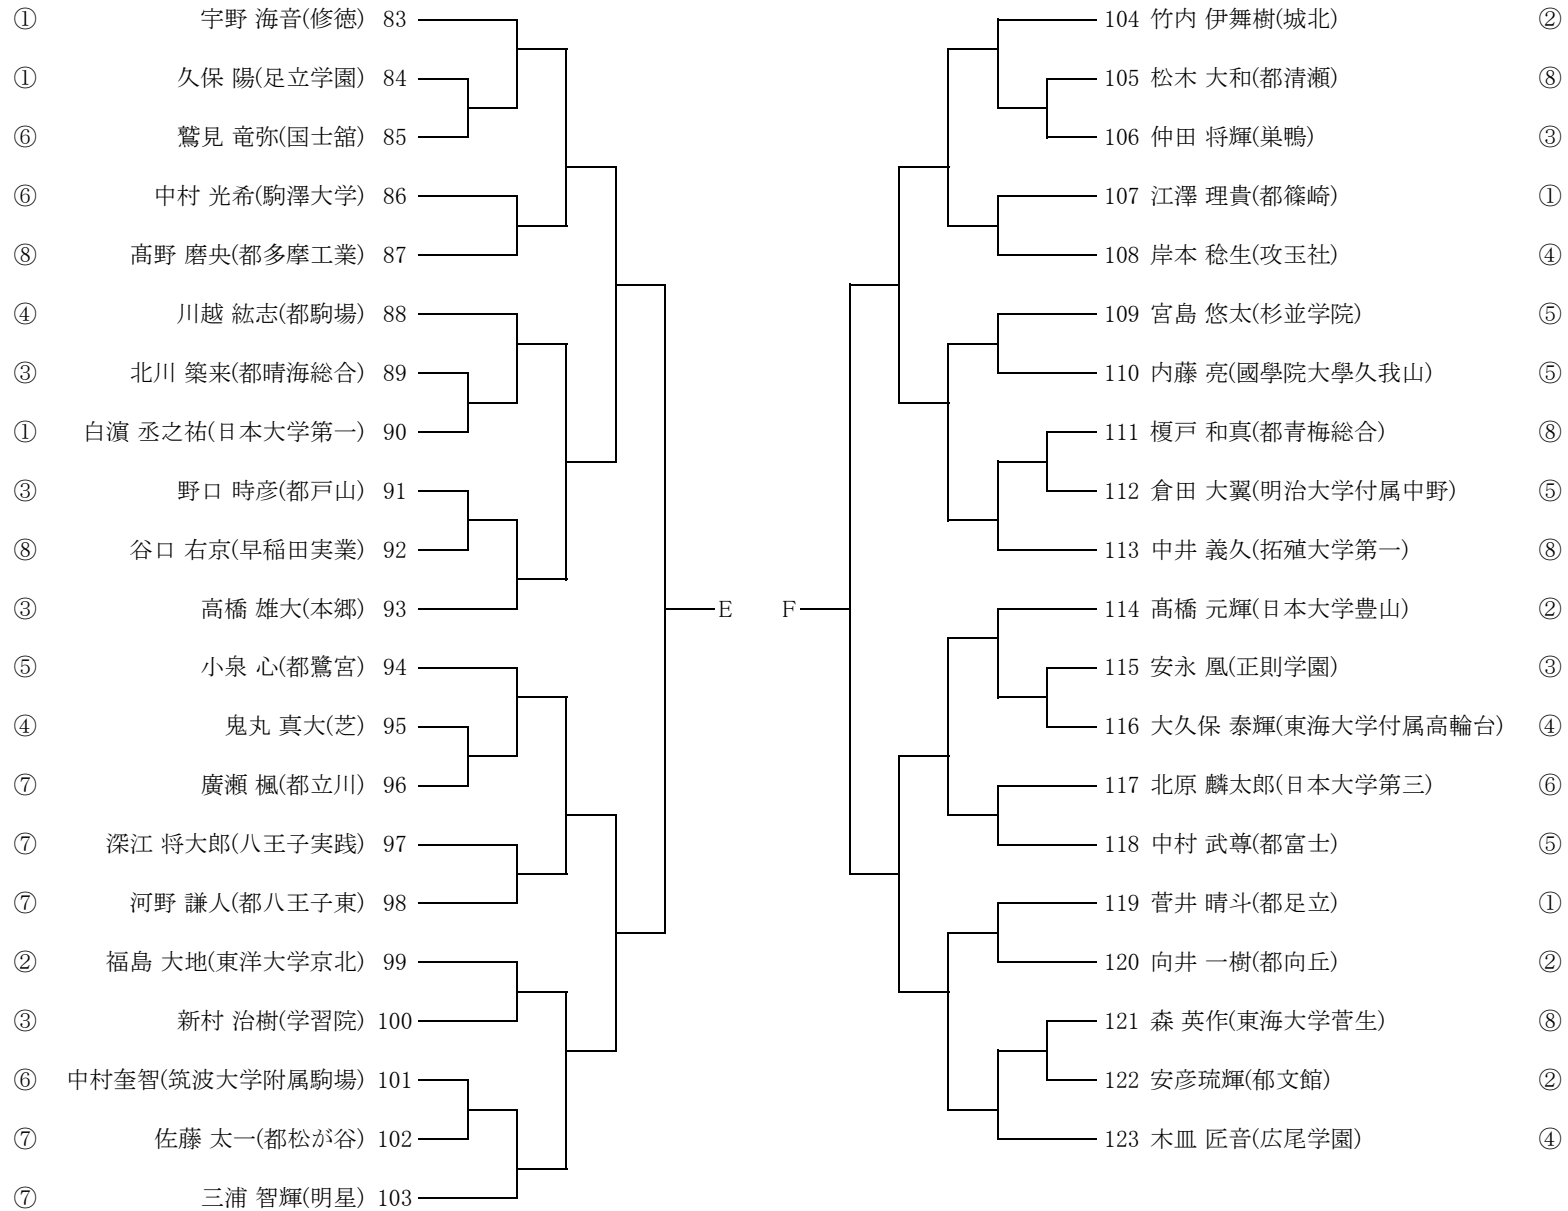 ① 宇野 海音(修徳) 83
① 久保 陽(足立学園) 84
⑥ 鷲見 竜弥(国士舘) 85
⑥ 中村 光希(駒澤大学) 86
⑧ 髙野 磨央(都多摩工業) 87
④ 川越 紘志(都駒場) 88
③ 北川 築来(都晴海総合) 89
① 白濵 丞之祐(日本大学第一) 90
③ 野口 時彦(都戸山) 91
⑧ 谷口 右京(早稲田実業) 92
③ 高橋 雄大(本郷) 93
⑤ 小泉 心(都鷺宮) 94
④ 鬼丸 真大(芝) 95
⑦ 廣瀬 楓(都立川) 96
⑦ 深江 将大郎(八王子実践) 97
⑦ 河野 謙人(都八王子東) 98
② 福島 大地(東洋大学京北) 99
③ 新村 治樹(学習院) 100
⑥ 中村奎智(筑波大学附属駒場) 101
⑦ 佐藤 太一(都松が谷) 102
⑦ 三浦 智輝(明星) 103
E
F
104 竹内 伊舞樹(城北) ②
105 松木 大和(都清瀬) ⑧
106 仲田 将輝(巣鴨) ③
107 江澤 理貴(都篠崎) ①
108 岸本 稔生(攻玉社) ④
109 宮島 悠太(杉並学院) ⑤
110 内藤 亮(國學院大學久我山) ⑤
111 榎戸 和真(都青梅総合) ⑧
112 倉田 大翼(明治大学付属中野) ⑤
113 中井 義久(拓殖大学第一) ⑧
114 髙橋 元輝(日本大学豊山) ②
115 安永 凰(正則学園) ③
116 大久保 泰輝(東海大学付属高輪台) ④
117 北原 麟太郎(日本大学第三) ⑥
118 中村 武尊(都富士) ⑤
119 菅井 晴斗(都足立) ①
120 向井 一樹(都向丘) ②
121 森 英作(東海大学菅生) ⑧
122 安彦琉輝(郁文館) ②
123 木皿 匠音(広尾学園) ④